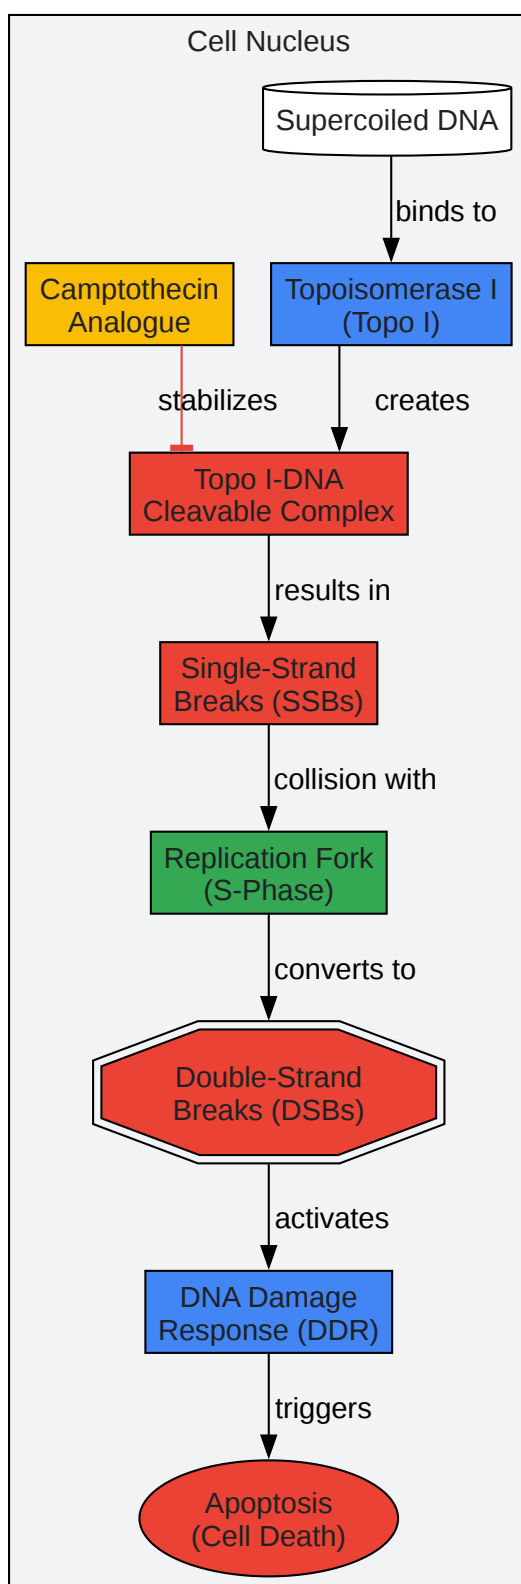 Cell Nucleus
Supercoiled DNA
binds to
Camptothecin
Analogue
Topoisomerase I
(Topo I)
stabilizes
creates
Topo I-DNA
Cleavable Complex
results in
Single-Strand
Breaks (SSBs)
collision with
Replication Fork
(S-Phase)
converts to
Double-Strand
Breaks (DSBs)
activates
DNA Damage
Response (DDR)
triggers
Apoptosis
(Cell Death)